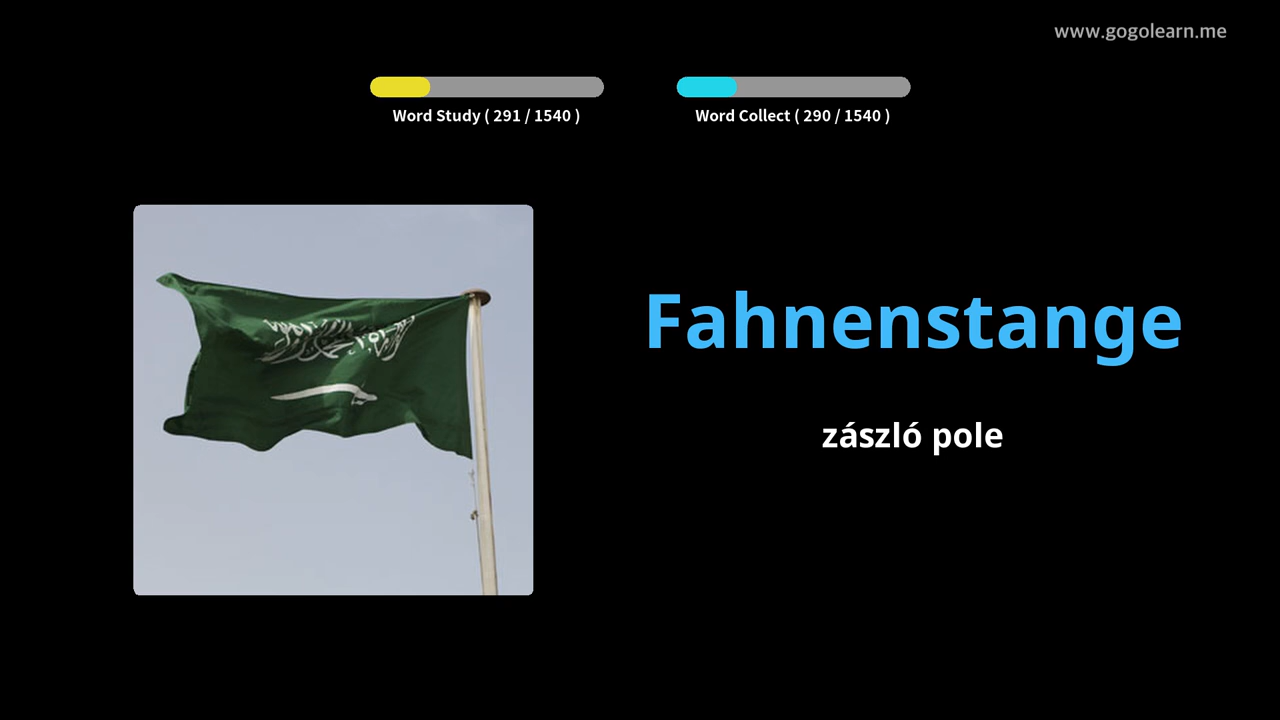 www.gogolearn.me
Word Study ( 291 / 1540 )
Word Collect ( 290 / 1540 )
Fahnenstange
zászló pole